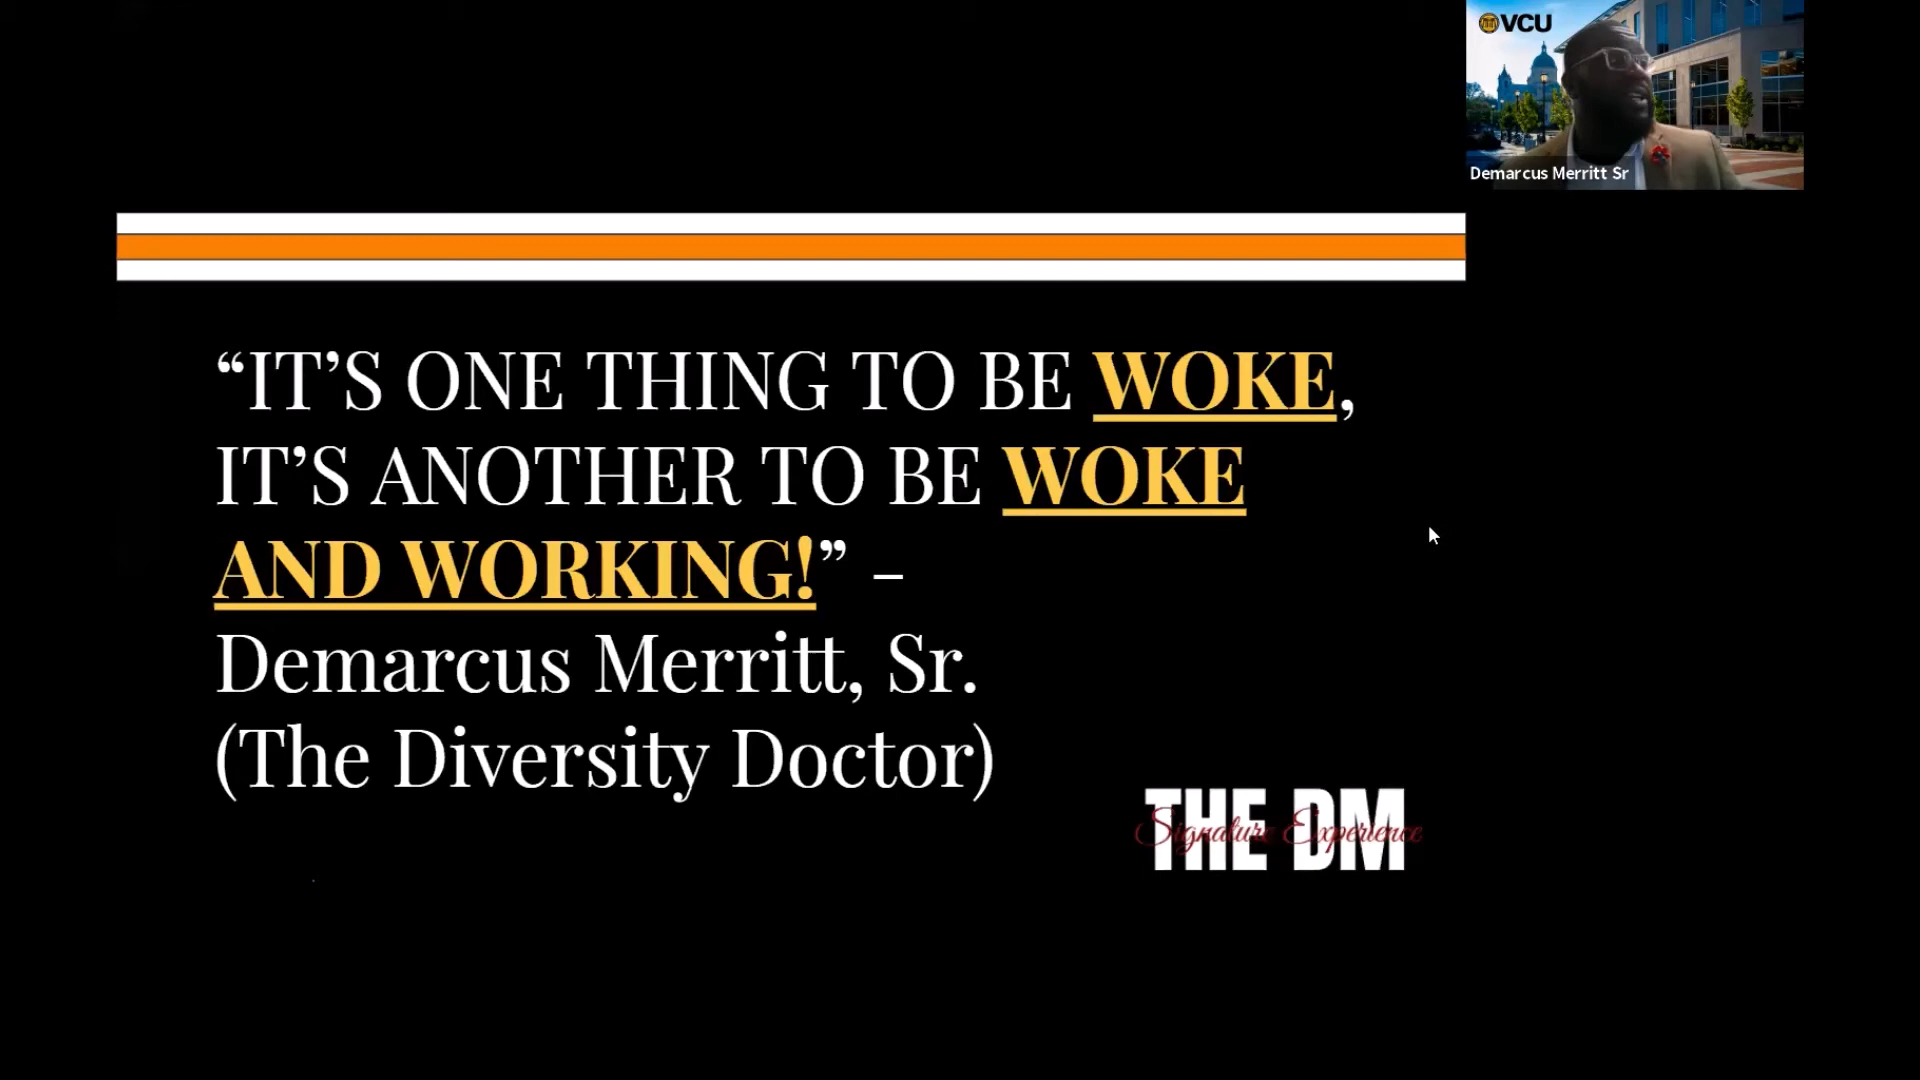 VCU
Demarcus Merritt Sr
“IT’S ONE THING TO BE WOKE,
IT’S ANOTHER TO BE WOKE
AND WORKING!” –
Demarcus Merritt, Sr.
(The Diversity Doctor)
THE DM
Signature Experience